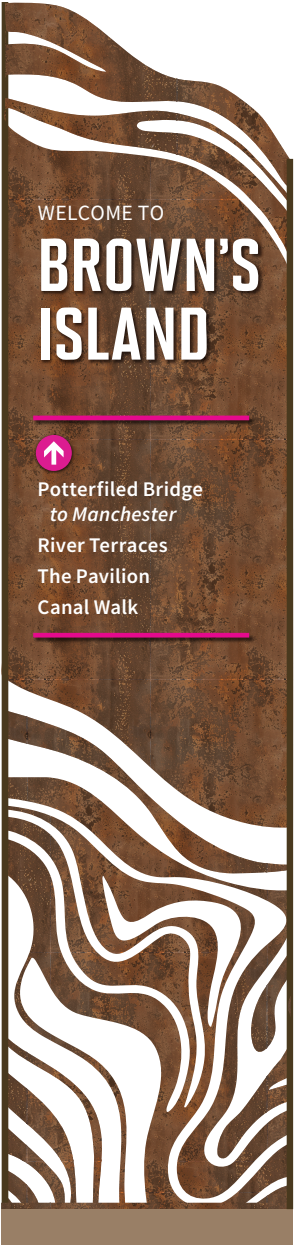 WELCOME TO
BROWN'S
ISLAND
Potterfiled Bridge
to Manchester
River Terraces
The Pavilion
Canal Walk